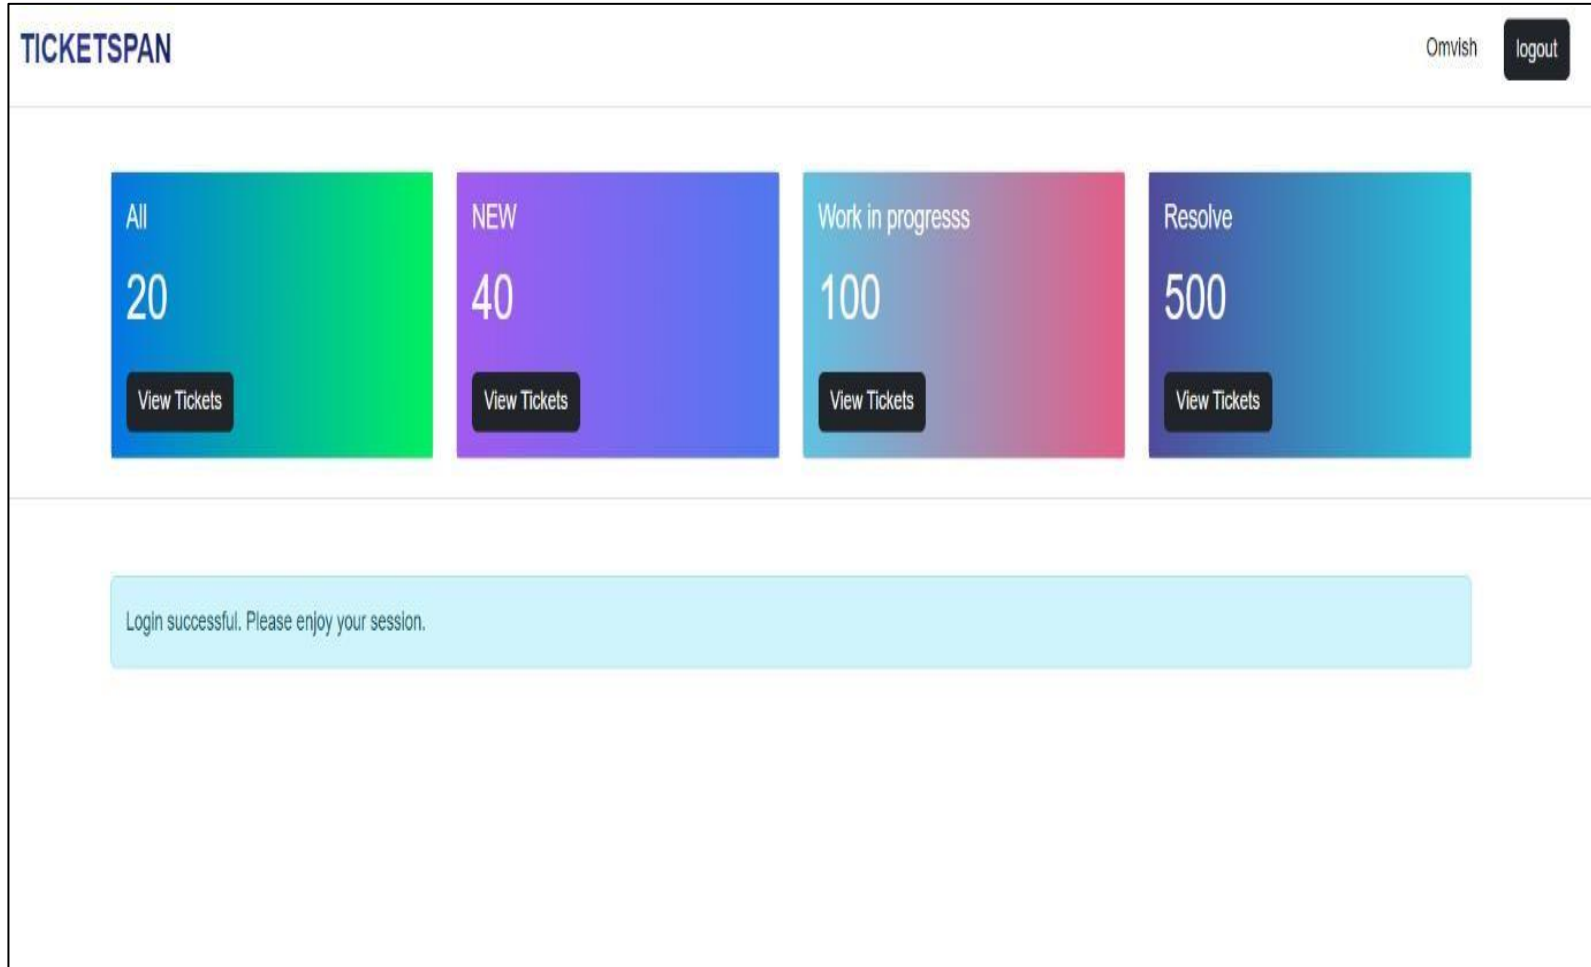 TICKETSPAN
Omvish
logout
All
20
View Tickets
NEW
40
View Tickets
Work in progresss
100
View Tickets
Resolve
500
View Tickets
Login successful. Please enjoy your session.